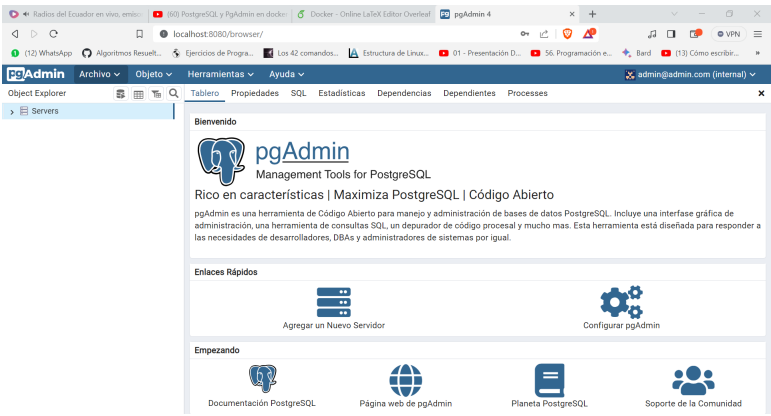 Radios del Ecuador en vivo, emiso
(60) PostgreSQL y PgAdmin en docker
Docker - Online LaTeX Editor Overleaf
pgAdmin 4
localhost:8080/browser/
VPN
(12) WhatsApp
Algoritmos Resuelt...
Ejercicios de Progra...
Los 42 comandos...
Estructura de Linux...
01 - Presentación D...
56. Programación e...
Bard
(13) Cómo escribir...
pgAdmin
Archivo
Objeto
Herramientas
Ayuda
admin@admin.com (internal)
Object Explorer
Tablero
Propiedades
SQL
Estadísticas
Dependencias
Dependientes
Processes
Servers
Bienvenido
pgAdmin
Management Tools for PostgreSQL
Rico en características | Maximiza PostgreSQL | Código Abierto
pgAdmin es una herramienta de Código Abierto para manejo y administración de bases de datos PostgreSQL. Incluye una interfase gráfica de
administración, una herramienta de consultas SQL, un depurador de código procesal y mucho mas. Esta herramienta está diseñada para responder a
las necesidades de desarrolladores, DBAs y administradores de sistemas por igual.
Enlaces Rápidos
Agregar un Nuevo Servidor
Configurar pgAdmin
Empezando
Documentación PostgreSQL
Página web de pgAdmin
Planeta PostgreSQL
Soporte de la Comunidad